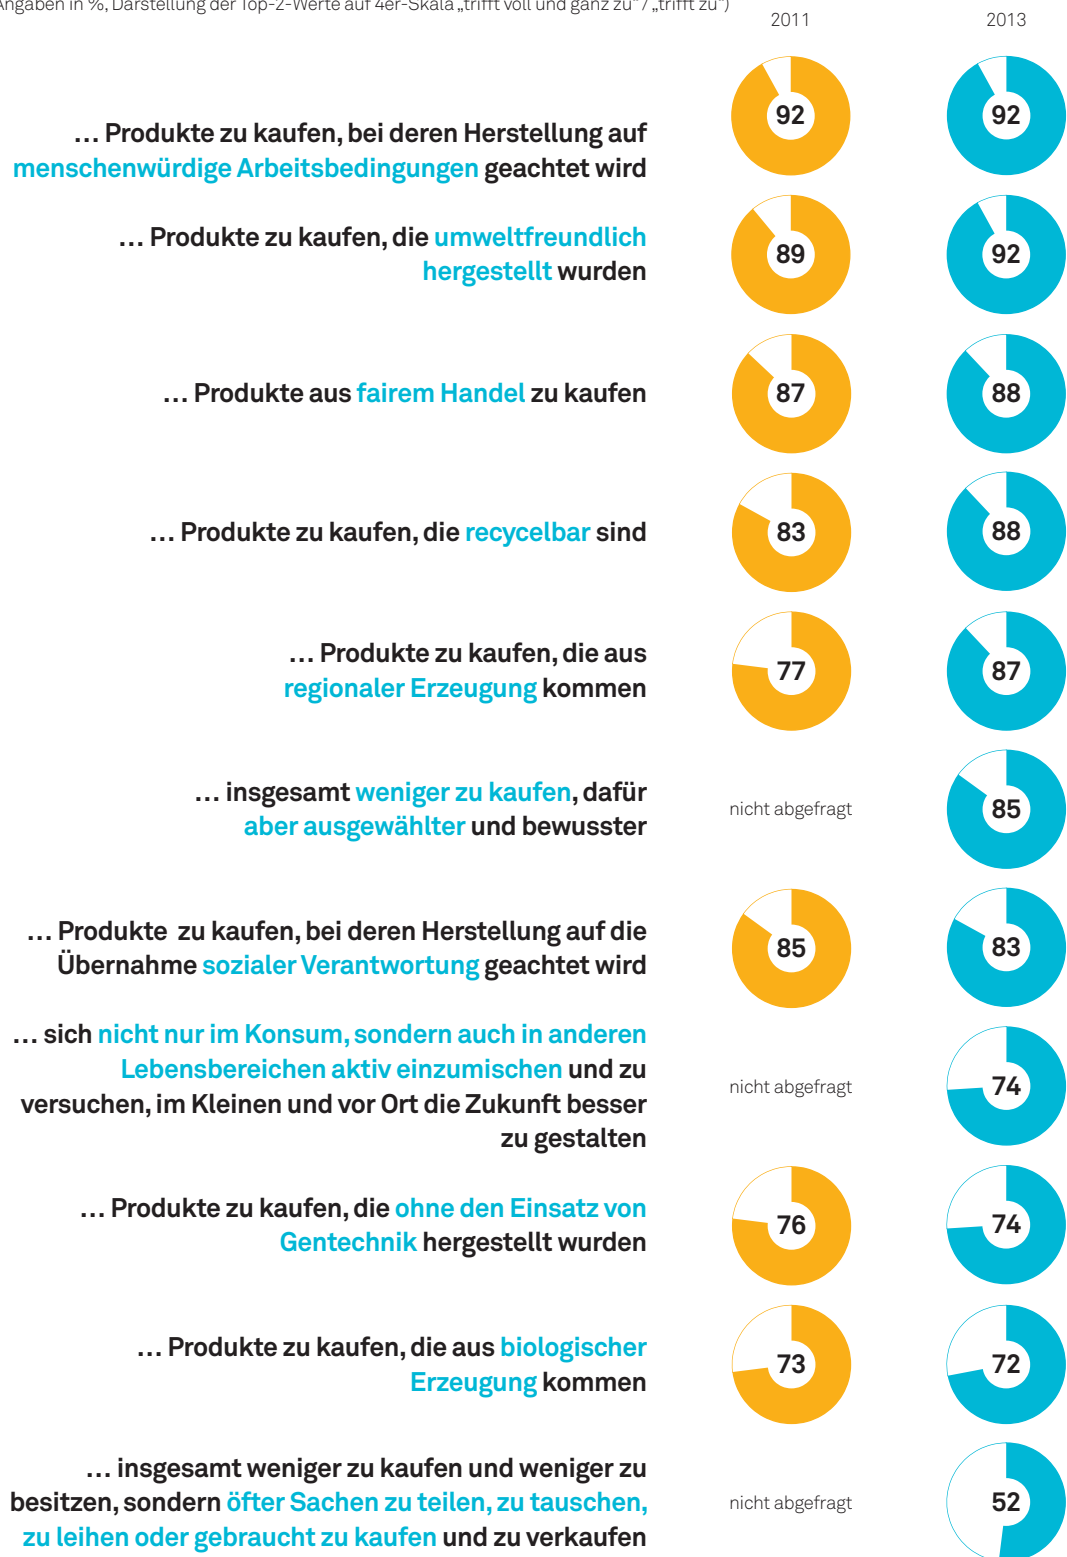 Angaben in %, Darstellung der Top-2-Werte auf 4er-Skala „trifft voll und ganz zu“ / „trifft zu“)
2011 2013
… Produkte zu kaufen, bei deren Herstellung auf
menschenwürdige Arbeitsbedingungen geachtet wird
92 92
… Produkte zu kaufen, die umweltfreundlich
hergestellt wurden
89 92
… Produkte aus fairem Handel zu kaufen
87 88
… Produkte zu kaufen, die recycelbar sind
83 88
… Produkte zu kaufen, die aus
regionaler Erzeugung kommen
77 87
… insgesamt weniger zu kaufen, dafür
aber ausgewählter und bewusster
nicht abgefragt 85
… Produkte zu kaufen, bei deren Herstellung auf die
Übernahme sozialer Verantwortung geachtet wird
85 83
… sich nicht nur im Konsum, sondern auch in anderen
Lebensbereichen aktiv einzumischen und zu
versuchen, im Kleinen und vor Ort die Zukunft besser
zu gestalten
nicht abgefragt 74
… Produkte zu kaufen, die ohne den Einsatz von
Gentechnik hergestellt wurden
76 74
… Produkte zu kaufen, die aus biologischer
Erzeugung kommen
73 72
… insgesamt weniger zu kaufen und weniger zu
besitzen, sondern öfter Sachen zu teilen, zu tauschen,
zu leihen oder gebraucht zu kaufen und zu verkaufen
nicht abgefragt 52